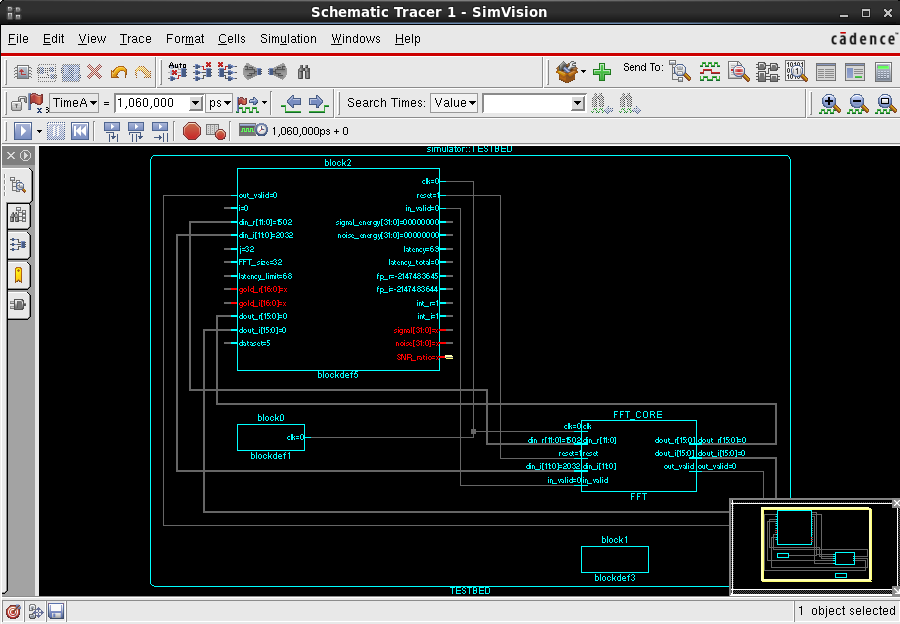 Schematic Tracer 1 - SimVision
File Edit View Trace Format Cells Simulation Windows Help
cādence
Auto
Send To:
TimeA = 1,060,000 ps
Search Times: Value
1,060,000ps + 0
simulator::TESTBED
block2
clk=0
out_valid=0
reset=1
i=0
in_valid=0
din_r[11:0]=1502
signal_energy[31:0]=00000000
din_i[11:0]=2032
noise_energy[31:0]=00000000
j=32
latency=69
FFT_size=32
latency_total=0
latency_limit=68
fp_r=-2147483645
gold_r[16:0]=x
fp_i=-2147483644
gold_i[16:0]=x
int_r=1
dout_r[15:0]=0
int_i=1
dout_i[15:0]=0
signal[31:0]=x
dataset=5
noise[31:0]=x
SNR_ratio=x
blockdef5
block0
clk=0
blockdef1
FFT_CORE
clk=0 clk
din_r[11:0]=1502 din_r[11:0]
dout_r[15:0] dout_r[15:0]=0
reset=1 reset
dout_i[15:0] dout_i[15:0]=0
din_i[11:0]=2032 din_i[11:0]
out_valid out_valid=0
in_valid=0 in_valid
FFT
block1
blockdef3
TESTBED
1 object selected